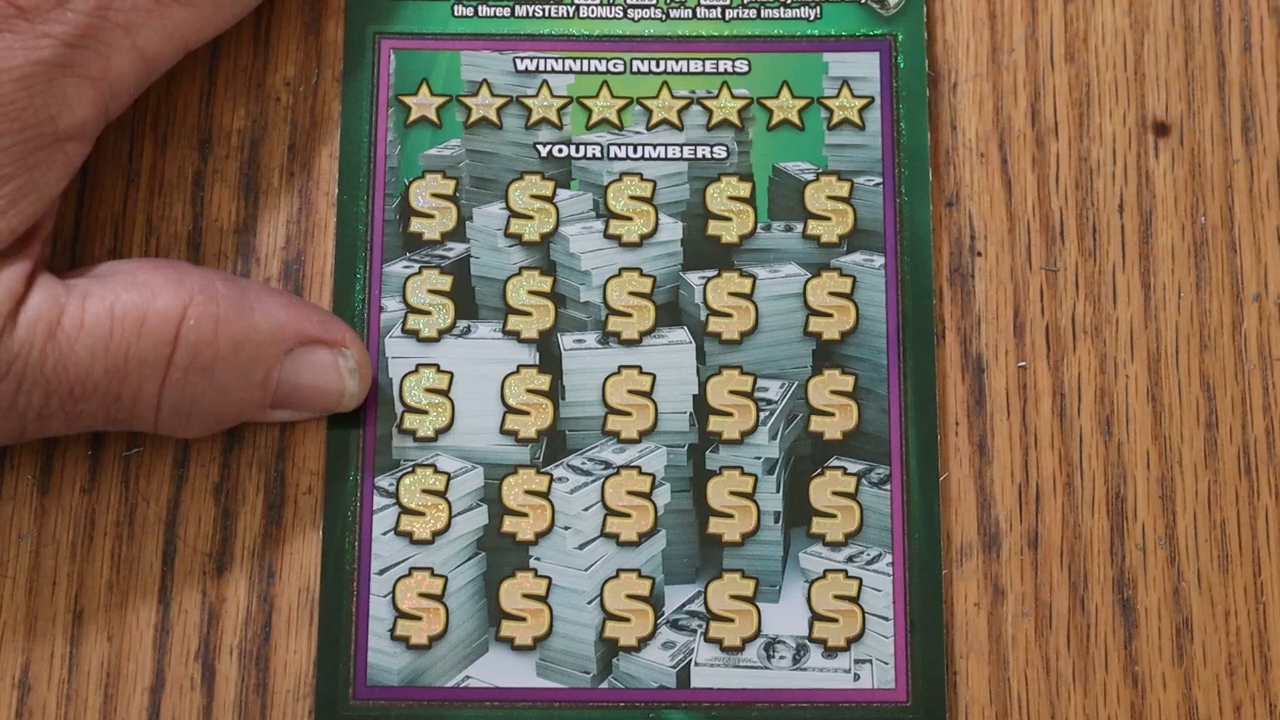 the three MYSTERY BONUS spots, win that prize instantly!
WINNING NUMBERS
YOUR NUMBERS
$ $ $ $ $
$ $ $ $ $
$ $ $ $ $
$ $ $ $ $
$ $ $ $ $